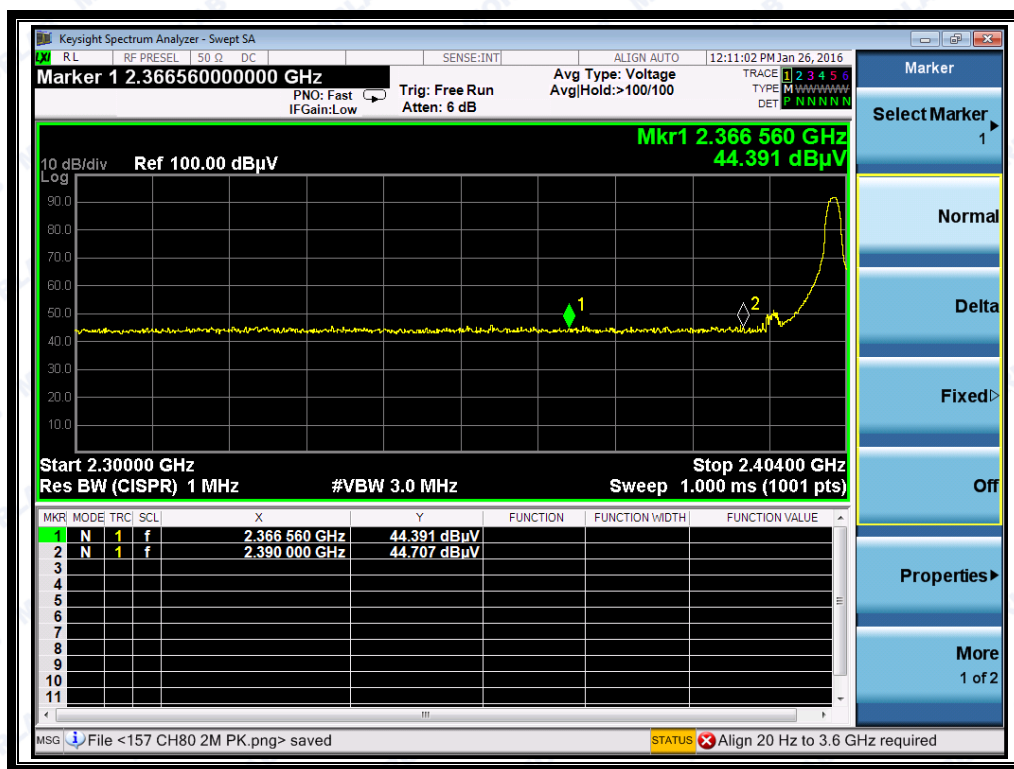 Keysight Spectrum Analyzer - Swept SA
LXI RL RF PRESEL 50 Ω DC SENSE:INT ALIGN AUTO 12:11:02 PM Jan 26, 2016
Marker 1 2.366560000000 GHz
PNO: Fast
IFGain:Low
Trig: Free Run
Atten: 6 dB
Avg Type: Voltage
Avg|Hold:>100/100
TRACE 1 2 3 4 5 6
TYPE M WWWWW
DET P N N N N N
Mkr1 2.366 560 GHz
44.391 dBµV
10 dB/div Ref 100.00 dBµV
Log
90.0
80.0
70.0
60.0
50.0
40.0
30.0
20.0
10.0
1
2
Start 2.30000 GHz Stop 2.40400 GHz
Res BW (CISPR) 1 MHz #VBW 3.0 MHz Sweep 1.000 ms (1001 pts)
MKR MODE TRC SCL X Y FUNCTION FUNCTION WIDTH FUNCTION VALUE
1 N 1 f 2.366 560 GHz 44.391 dBµV
2 N 1 f 2.390 000 GHz 44.707 dBµV
3
4
5
6
7
8
9
10
11
MSG File <157 CH80 2M PK.png> saved STATUS Align 20 Hz to 3.6 GHz required
Marker
Select Marker
1
Normal
Delta
Fixed
Off
Properties
More
1 of 2